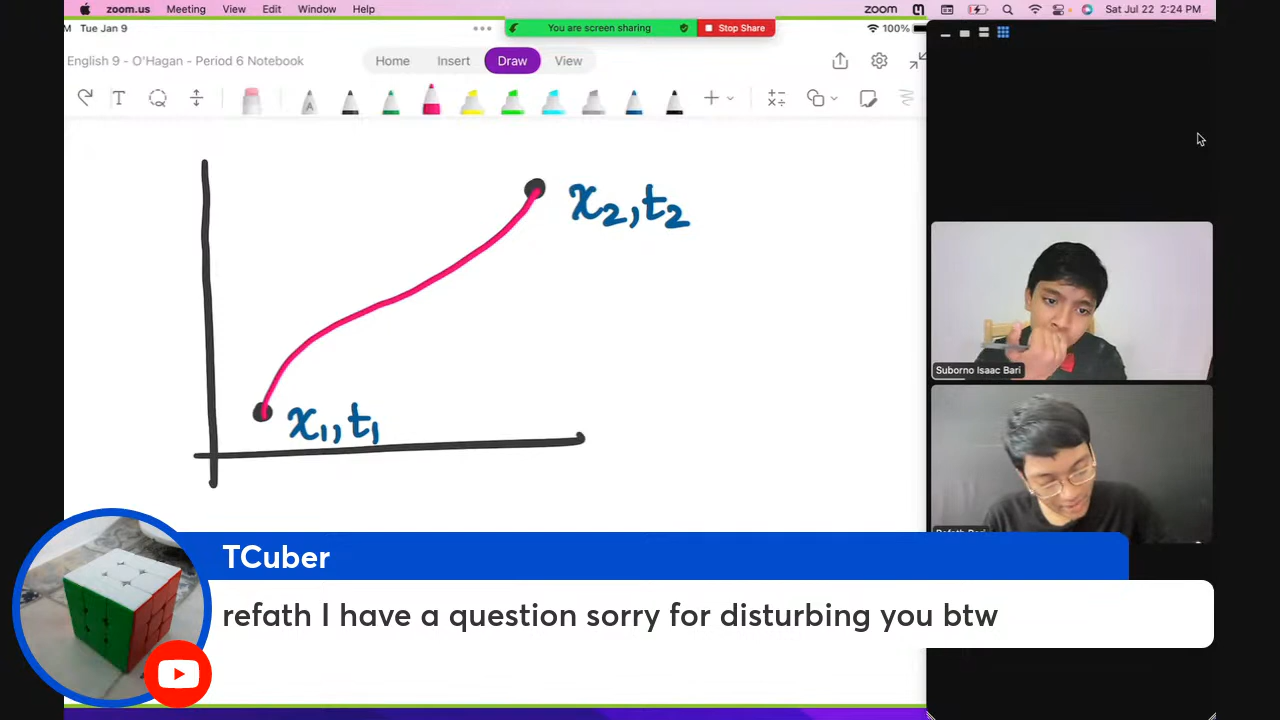 zoom.us Meeting View Edit Window Help
zoom
Sat Jul 22 2:24 PM
Tue Jan 9
You are screen sharing
Stop Share
100%
English 9 - O'Hagan - Period 6 Notebook
Home Insert Draw View
T
A
x2, t2
x1, t1
Suborno Isaac Bari
Refath Bari
TCuber
refath I have a question sorry for disturbing you btw